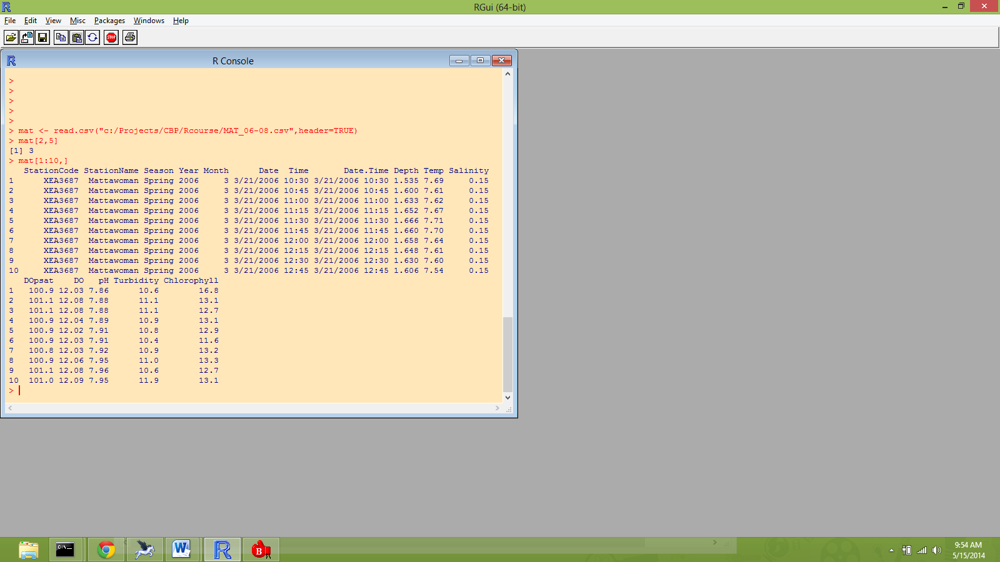 RGui (64-bit)
File Edit View Misc Packages Windows Help
STOP
R Console
>
>
>
>
>
> mat <- read.csv("c:/Projects/CBP/Rcourse/MAT_06-08.csv",header=TRUE)
> mat[2,5]
[1] 3
> mat[1:10,]
   StationCode StationName Season Year Month      Date  Time       Date.Time Depth Temp Salinity
1      XEA3687  Mattawoman Spring 2006     3 3/21/2006 10:30 3/21/2006 10:30 1.535 7.69     0.15
2      XEA3687  Mattawoman Spring 2006     3 3/21/2006 10:45 3/21/2006 10:45 1.600 7.61     0.15
3      XEA3687  Mattawoman Spring 2006     3 3/21/2006 11:00 3/21/2006 11:00 1.633 7.62     0.15
4      XEA3687  Mattawoman Spring 2006     3 3/21/2006 11:15 3/21/2006 11:15 1.652 7.67     0.15
5      XEA3687  Mattawoman Spring 2006     3 3/21/2006 11:30 3/21/2006 11:30 1.666 7.71     0.15
6      XEA3687  Mattawoman Spring 2006     3 3/21/2006 11:45 3/21/2006 11:45 1.660 7.70     0.15
7      XEA3687  Mattawoman Spring 2006     3 3/21/2006 12:00 3/21/2006 12:00 1.658 7.64     0.15
8      XEA3687  Mattawoman Spring 2006     3 3/21/2006 12:15 3/21/2006 12:15 1.648 7.61     0.15
9      XEA3687  Mattawoman Spring 2006     3 3/21/2006 12:30 3/21/2006 12:30 1.630 7.60     0.15
10     XEA3687  Mattawoman Spring 2006     3 3/21/2006 12:45 3/21/2006 12:45 1.606 7.54     0.15
   DOpsat    DO   pH Turbidity Chlorophyll
1   100.9 12.03 7.86      10.6        16.8
2   101.1 12.08 7.88      11.1        13.1
3   101.1 12.08 7.88      11.1        12.7
4   100.9 12.04 7.89      10.9        13.1
5   100.9 12.02 7.91      10.8        12.9
6   100.9 12.03 7.91      10.4        11.6
7   100.8 12.03 7.92      10.9        13.2
8   100.9 12.06 7.95      11.0        13.3
9   101.1 12.08 7.96      10.6        12.7
10  101.0 12.09 7.95      11.9        13.1
>
9:54 AM
5/15/2014